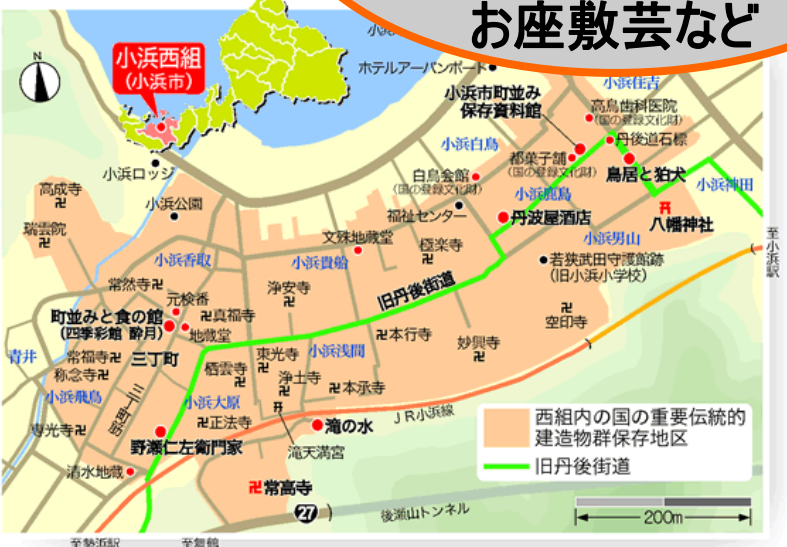 お座敷芸など
N
小浜西組
(小浜市)
ホテルアーバンポート
小浜市町並み
保存資料館
小浜住吉
高鳥歯科医院
(国の登録文化財)
丹後道石標
小浜白鳥
都菓子舗
(国の登録文化財)
鳥居と狛犬
小浜神田
白鳥会館
(国の登録文化財)
小浜鹿島
八幡神社
小浜ロッジ
高成寺
小浜公園
福祉センター
丹波屋酒店
瑞雲院
文殊地蔵堂
極楽寺
小浜男山
至小浜駅
小浜香取
小浜貴船
若狭武田守護館跡
(旧小浜小学校)
常然寺
浄安寺
旧丹後街道
元検番
町並みと食の館
(四季彩館 酔月)
真福寺
地蔵堂
空印寺
本行寺
妙興寺
青井
常福寺
三丁町
東光寺
小浜浅間
栖雲寺
称念寺
浄土寺
本承寺
小浜飛鳥
小浜大原
三丁町筋
正法寺
JR小浜線
専光寺
滝の水
野瀬仁左衛門家
滝天満宮
清水地蔵
常高寺
27
後瀬山トンネル
西組内の国の重要伝統的
建造物群保存地区
旧丹後街道
200m
至勢浜駅
至舞鶴